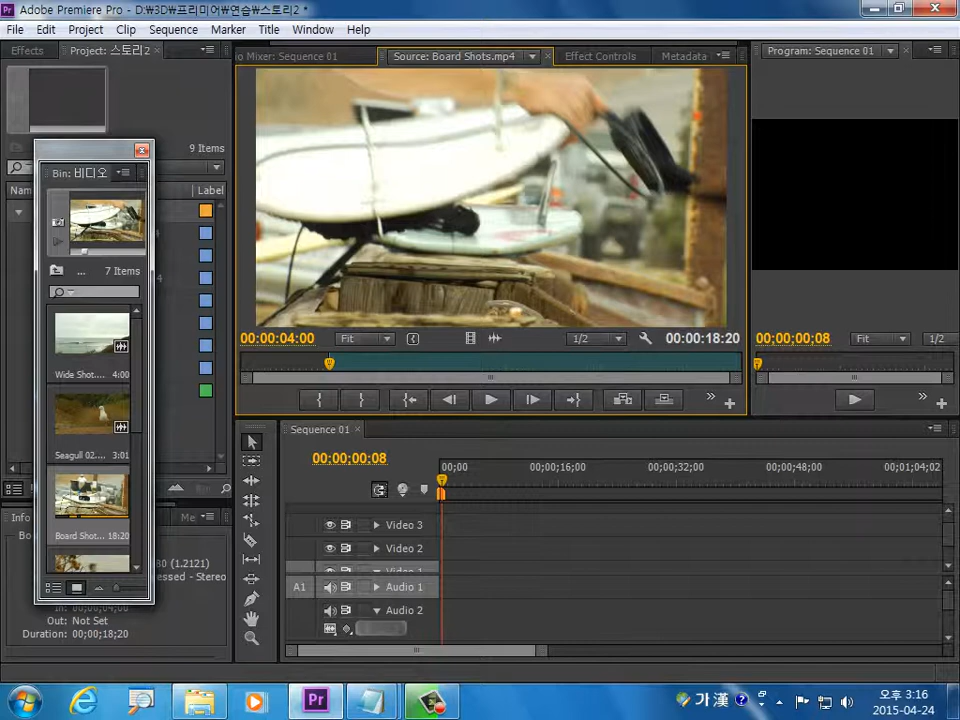 Adobe Premiere Pro - D:₩3D₩프리미어₩연습₩스토리2 *
File Edit Project Clip Sequence Marker Title Window Help
Effects Project: 스토리2
o Mixer: Sequence 01 Source: Board Shots.mp4 Effect Controls Metadata
Program: Sequence 01
9 Items
Label
Bin: 비디오
... 7 Items
Wide Shot.... 4:00
Seagull 02.... 3:01
Board Shot... 18:20
00:00:04:00 Fit 1/2 00:00:18:20
00;00;00;08 Fit 1/2
Sequence 01
00;00;00;08
00;00 00;00;16;00 00;00;32;00 00;00;48;00 00;01;04;02
Video 3
Video 2
Video 1
A1 Audio 1
Audio 2
Info Me
80 (1.2121)
essed - Stereo
In: 00;00;04;00
Out: Not Set
Duration: 00;00;18;20
가 漢
오후 3:16
2015-04-24